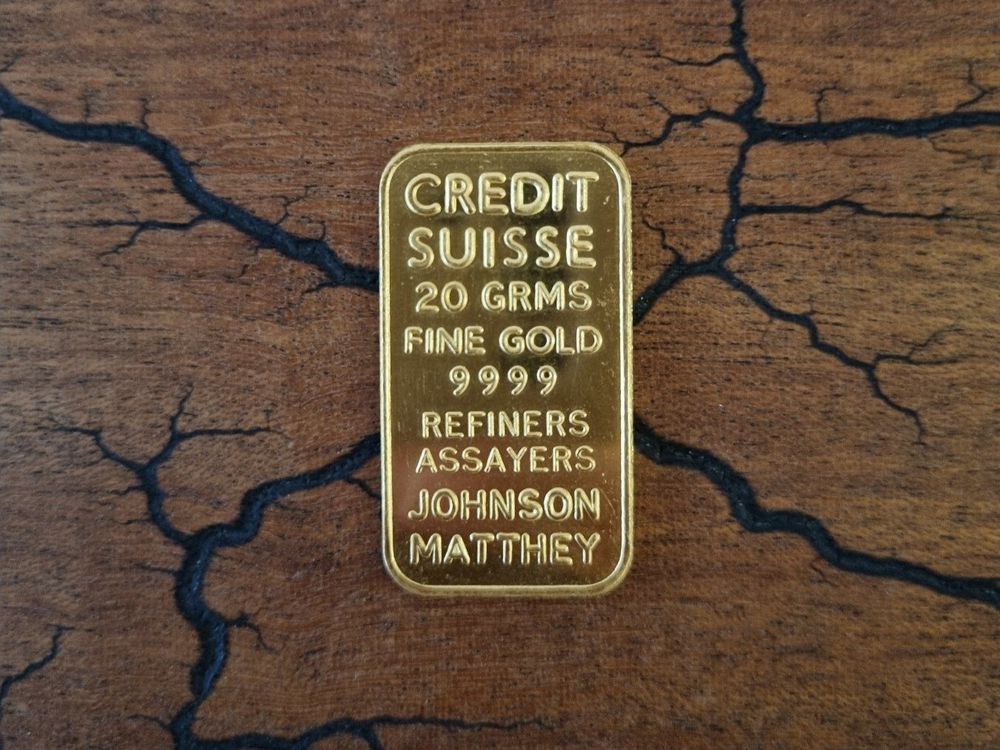 CREDIT
SUISSE
20 GRMS
FINE GOLD
9999
REFINERS
ASSAYERS
JOHNSON
MATTHEY